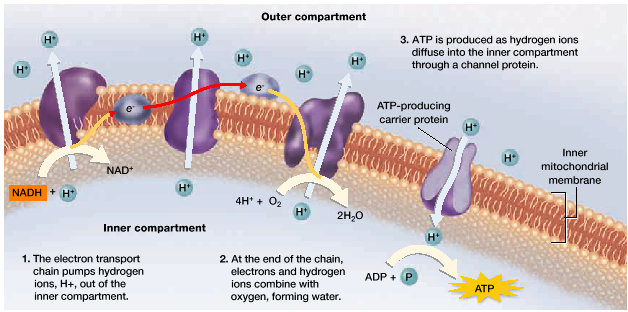 Outer compartment
H+
H+
H+
H+
H+
H+
3. ATP is produced as hydrogen ions
diffuse into the inner compartment
through a channel protein.
e-
e-
ATP-producing
carrier protein
H+
H+
Inner
mitochondrial
membrane
NAD+
NADH + H+
H+
4H+ + O2
H+
2H2O
Inner compartment
H+
1. The electron transport
chain pumps hydrogen
ions, H+, out of the
inner compartment.
2. At the end of the chain,
electrons and hydrogen
ions combine with
oxygen, forming water.
ADP + P
ATP